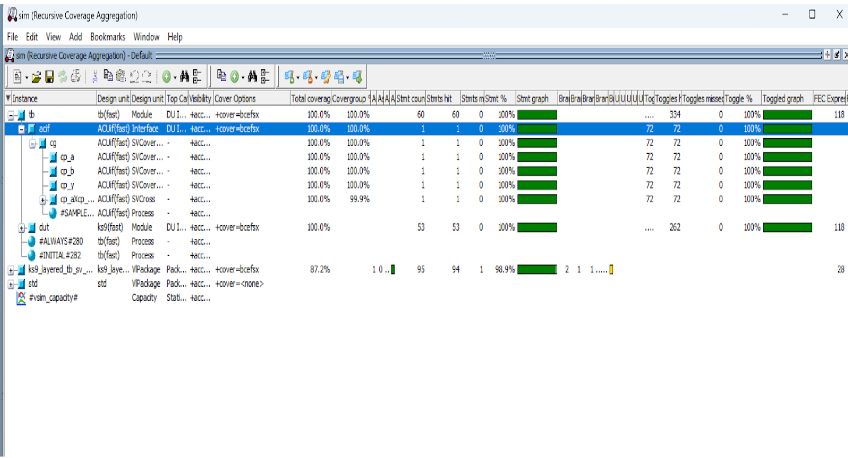 sim (Recursive Coverage Aggregation)
File Edit View Add Bookmarks Window Help
sim (Recursive Coverage Aggregation) - Default
Instance Design unit Design unit Top Ca Visibility Cover Options Total coverag Covergroup Stmt coun Stmts hit Stmts m Stmt % Stmt graph Bra Bra Bran Bran B U U U U U Tog Toggles h Toggles missed Toggle % Toggled graph FEC Expres
tb tb(fast) Module DU I... +acc... +cover=bcefsx 100.0% 100.0% 60 60 0 100% .... 334 0 100% 118
acif ACUif(fast) Interface DU I... +acc... +cover=bcefsx 100.0% 100.0% 1 1 0 100% 72 72 0 100%
cg ACUif(fast) SVCover... - +acc... 100.0% 100.0% 1 1 0 100% 72 72 0 100%
cp_a ACUif(fast) SVCover... - +acc... 100.0% 100.0% 1 1 0 100% 72 72 0 100%
cp_b ACUif(fast) SVCover... - +acc... 100.0% 100.0% 1 1 0 100% 72 72 0 100%
cp_y ACUif(fast) SVCover... - +acc... 100.0% 100.0% 1 1 0 100% 72 72 0 100%
cp_aXcp_... ACUif(fast) SVCross - +acc... 100.0% 99.9% 1 1 0 100% 72 72 0 100%
#SAMPLE... ACUif(fast) Process - +acc...
dut ks9(fast) Module DU I... +acc... +cover=bcefsx 100.0% 53 53 0 100% .... 262 0 100% 118
#ALWAYS#280 tb(fast) Process - +acc...
#INITIAL#282 tb(fast) Process - +acc...
ks9_layered_tb_sv_... ks9_laye... VlPackage Pack... +acc... +cover=bcefsx 87.2% 1 0 .. 95 94 1 98.9% 2 1 1 ..... 28
std std VlPackage Pack... +acc... +cover=<none>
#vsim_capacity# Capacity Stati... +acc...